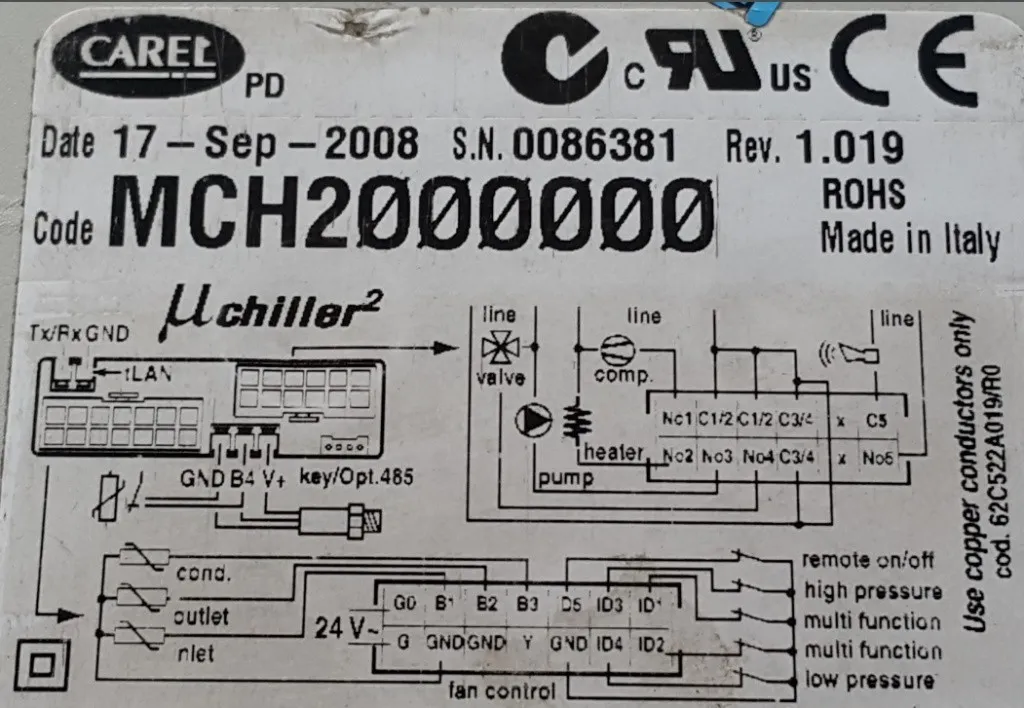 CAREL
PD
C RU® US CE
Date 17-Sep-2008 S.N. 0086381 Rev. 1.019
Code MCH2000000
ROHS
Made in Italy
µchiller²
Tx/Rx GND
tLAN
GND B4 V+ key/Opt.485
line line line
valve comp.
pump heater
No1 C1/2 C1/2 C3/4 x C5
No2 No3 No4 C3/4 x No5
Use copper conductors only
cod. 62C522A019/R0
cond.
outlet
nlet
24 V~
G0 B1 B2 B3 D5 ID3 ID1
G GND GND Y GND ID4 ID2
fan control
remote on/off
high pressure
multi function
multi function
low pressure